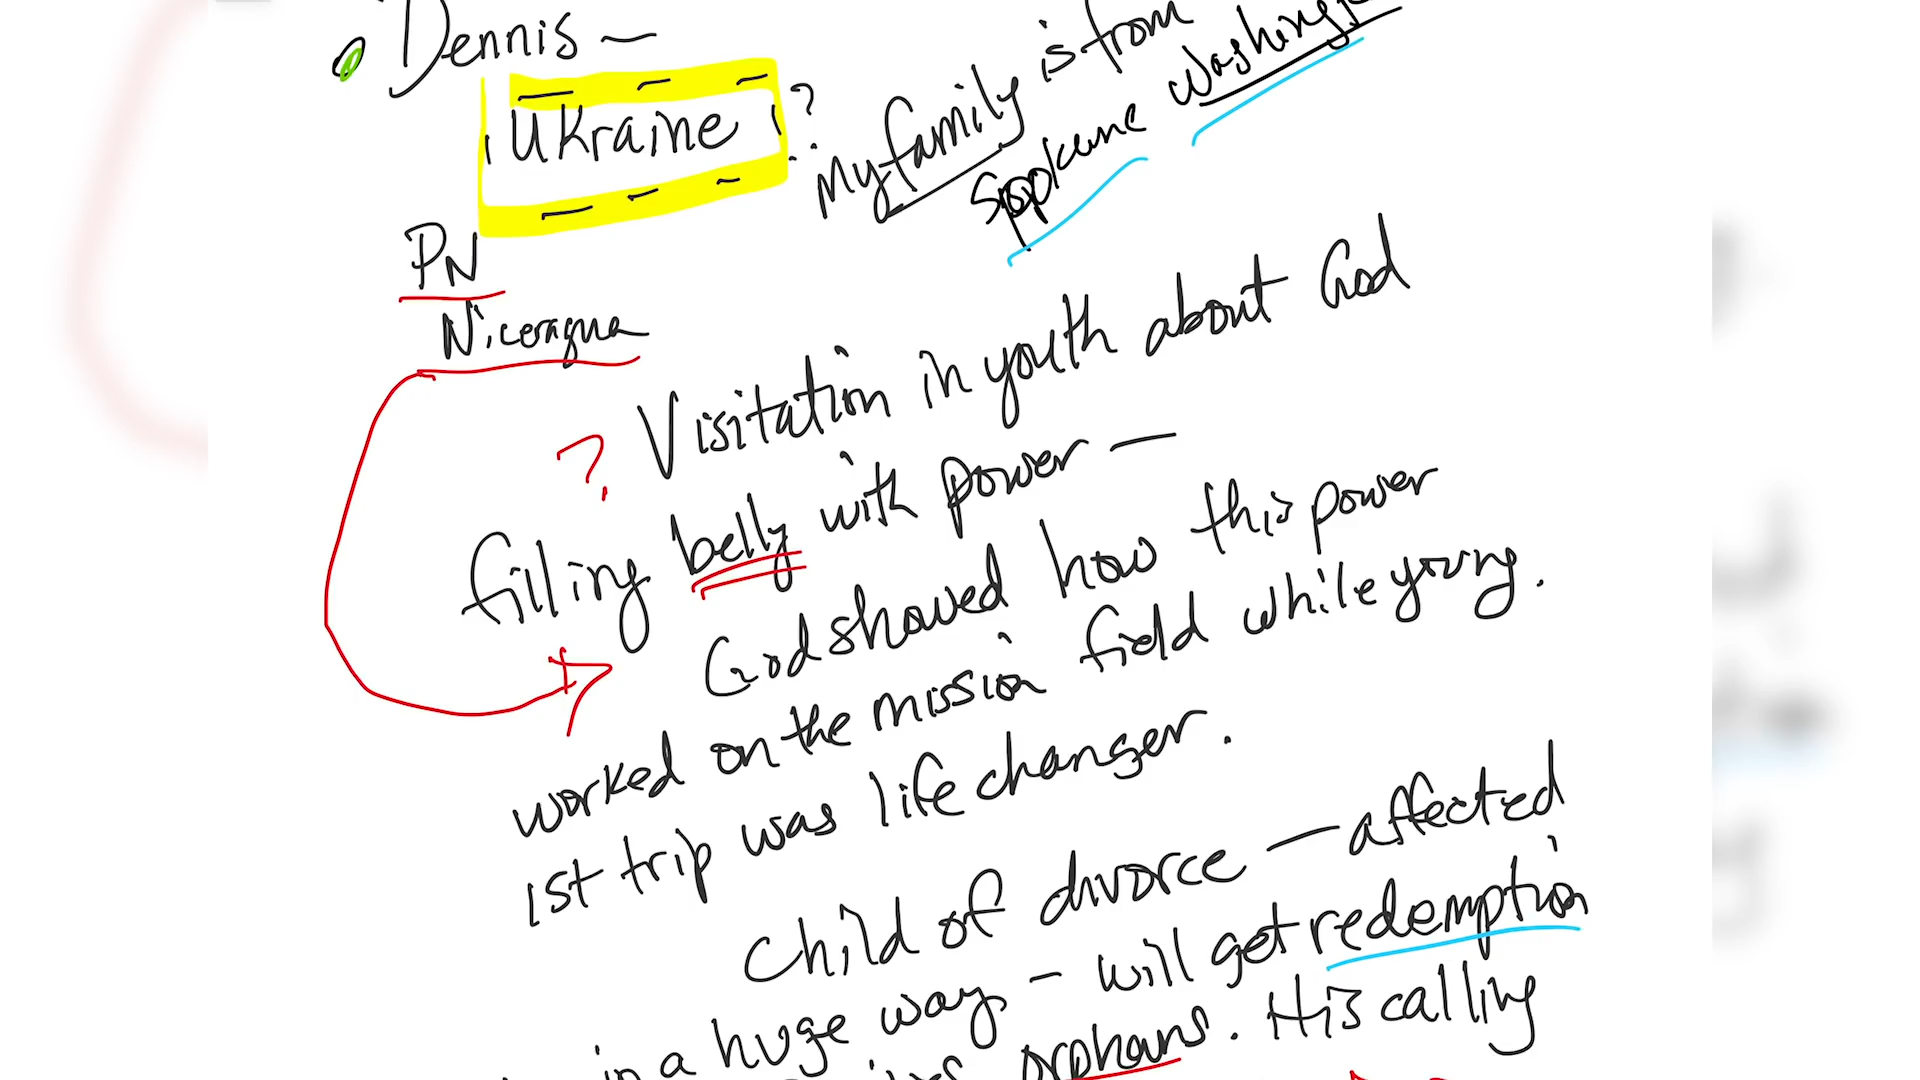 Dennis —
Ukraine ?
My family is from
Spokane Washington
PN
Niceragua
Visitation in youth about God
? filling belly with power —
God showed how this power
worked on the mission field while young.
1st trip was life changer.
Child of divorce — affected
in a huge way — will get redemption
orphans. His calling